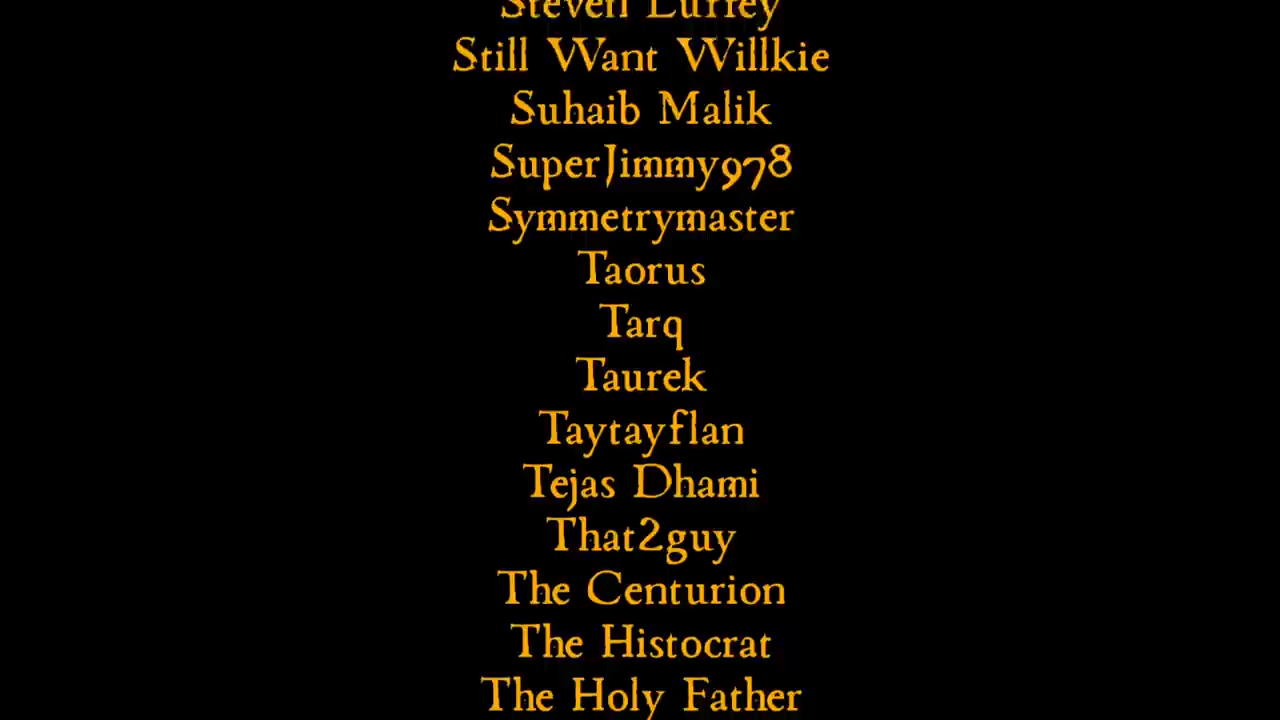 Steven
Still Want Willkie
Suhaib Malik
SuperJimmy978
Symmetrymaster
Taorus
Tarq
Taurek
Taytayflan
Tejas Dhami
That2guy
The Centurion
The Histocrat
The Holy Father